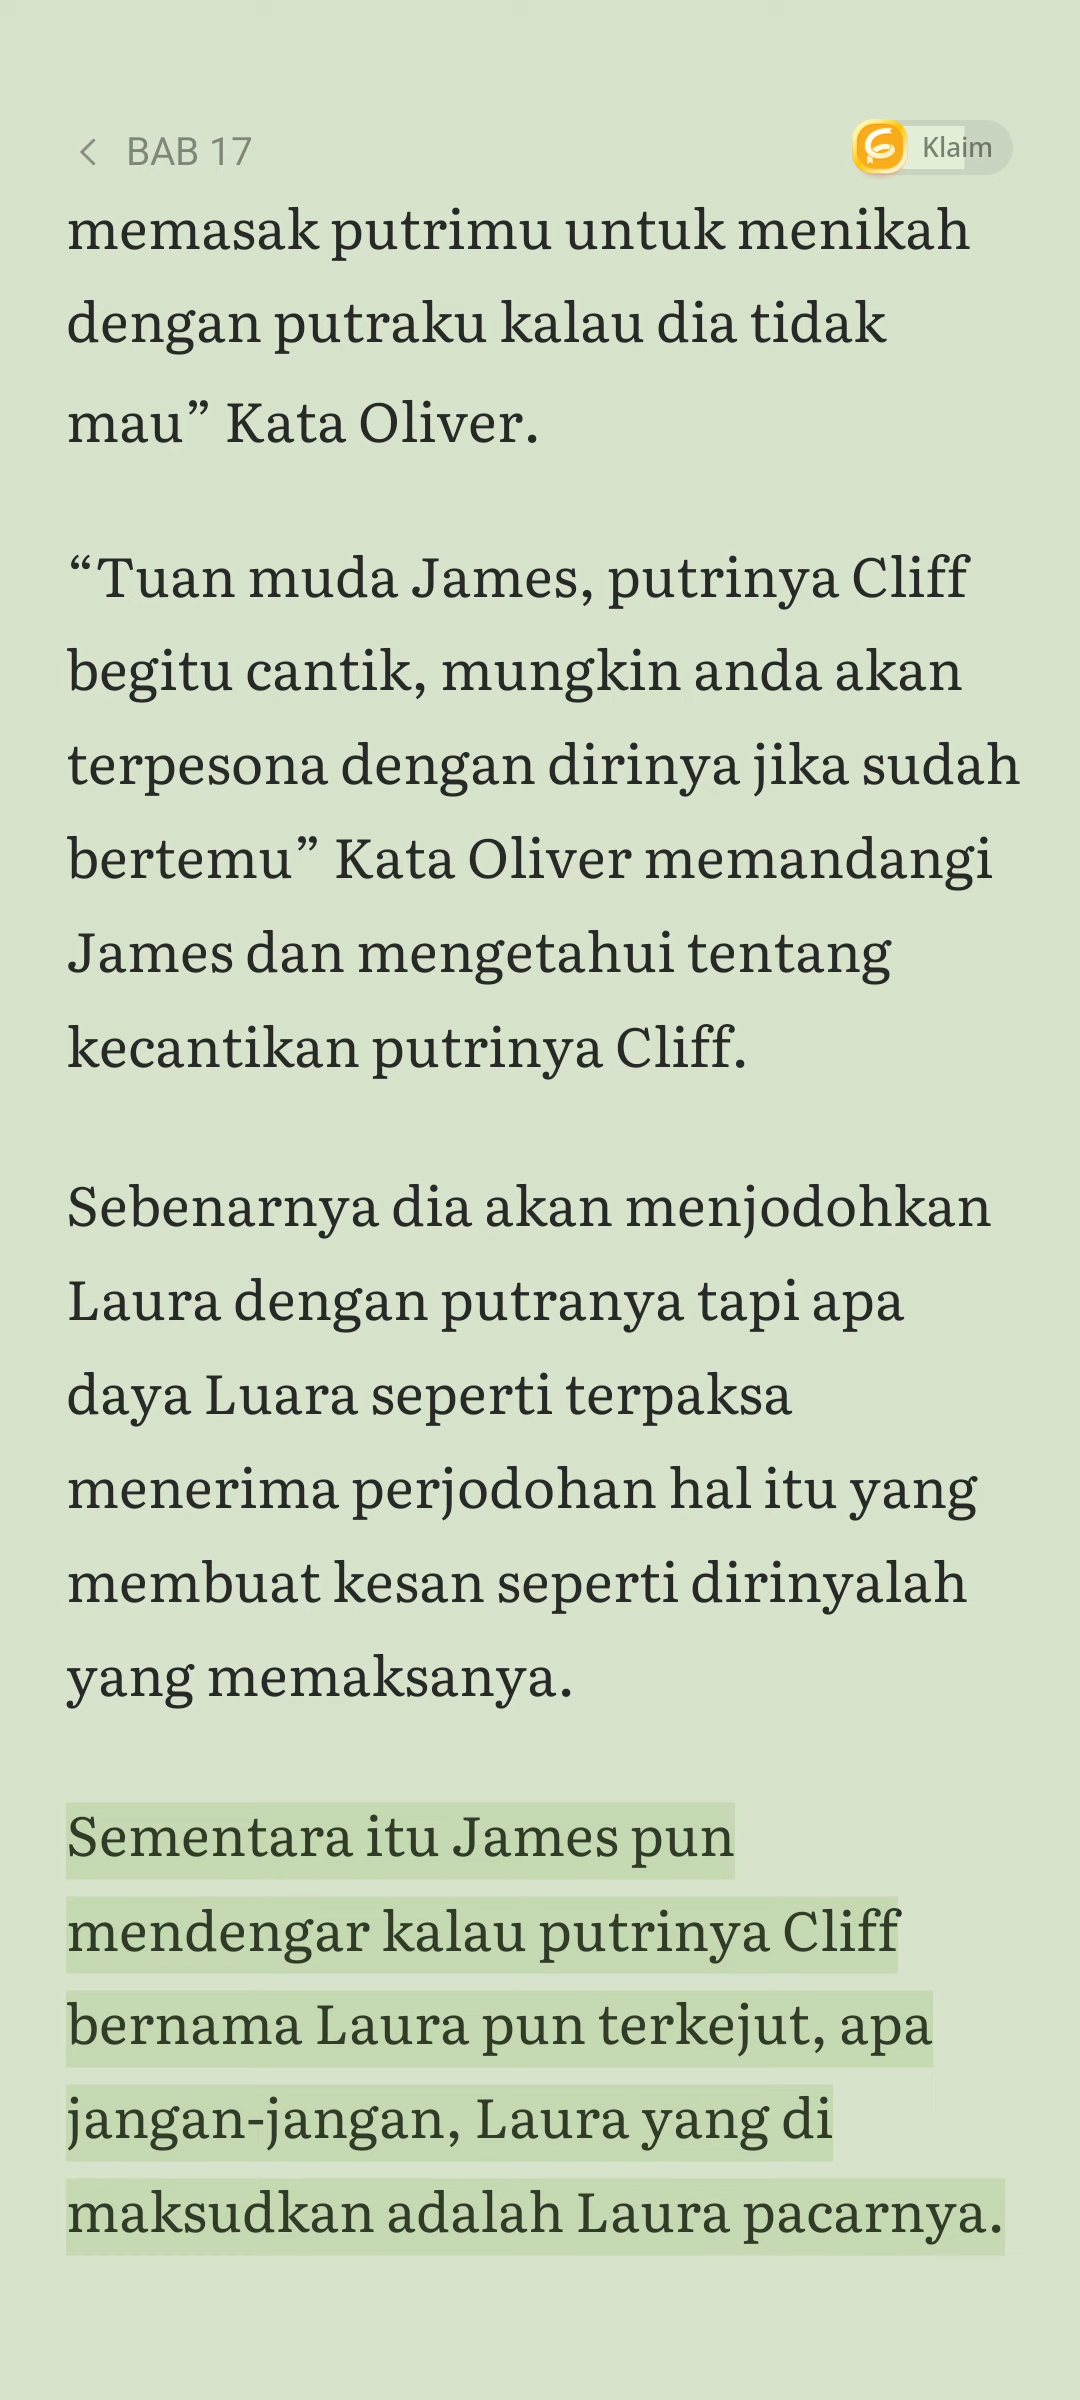 BAB 17
Klaim
memasak putrimu untuk menikah
dengan putraku kalau dia tidak
mau” Kata Oliver.
“Tuan muda James, putrinya Cliff
begitu cantik, mungkin anda akan
terpesona dengan dirinya jika sudah
bertemu” Kata Oliver memandangi
James dan mengetahui tentang
kecantikan putrinya Cliff.
Sebenarnya dia akan menjodohkan
Laura dengan putranya tapi apa
daya Luara seperti terpaksa
menerima perjodohan hal itu yang
membuat kesan seperti dirinyalah
yang memaksanya.
Sementara itu James pun
mendengar kalau putrinya Cliff
bernama Laura pun terkejut, apa
jangan-jangan, Laura yang di
maksudkan adalah Laura pacarnya.